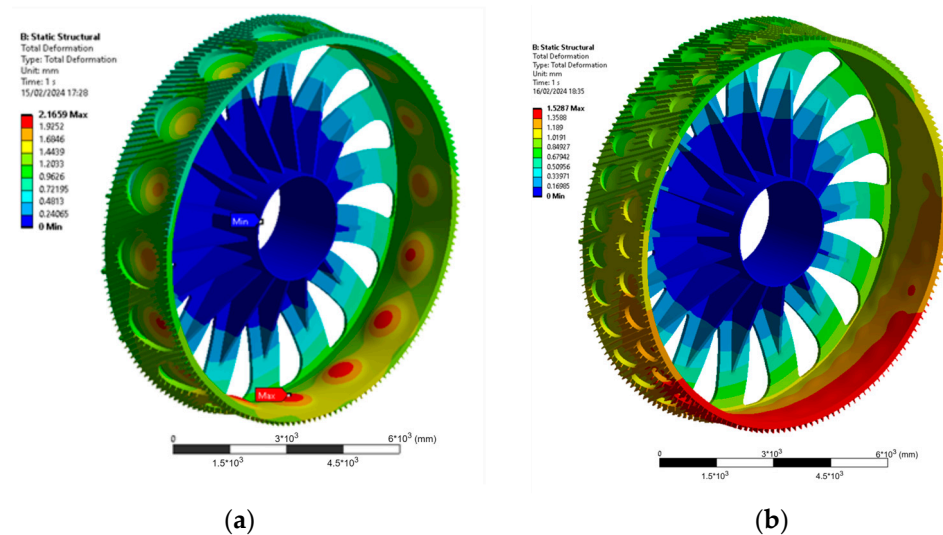 B: Static Structural
Total Deformation
Type: Total Deformation
Unit: mm
Time: 1 s
15/02/2024 17:28
2.1659 Max
1.9252
1.6846
1.4439
1.2033
0.9626
0.72195
0.4813
0.24065
0 Min
Min
Max
0 3*10³ 6*10³ (mm)
1.5*10³ 4.5*10³
(a)
B: Static Structural
Total Deformation
Type: Total Deformation
Unit: mm
Time: 1 s
16/02/2024 18:35
1.5287 Max
1.3588
1.189
1.0191
0.84927
0.67942
0.50956
0.33971
0.16985
0 Min
0 3*10³ 6*10³ (mm)
1.5*10³ 4.5*10³
(b)